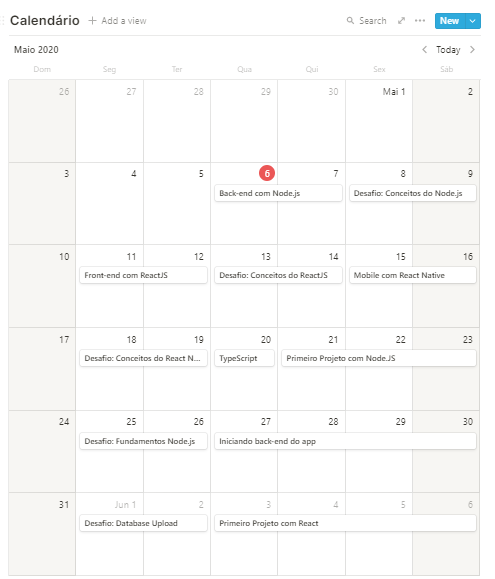 Calendário + Add a view Search New
Maio 2020 Today
Dom Seg Ter Qua Qui Sex Sáb
26 27 28 29 30 Mai 1 2
3 4 5 6 7 8 9
Back-end com Node.js Desafio: Conceitos do Node.js
10 11 12 13 14 15 16
Front-end com ReactJS Desafio: Conceitos do ReactJS Mobile com React Native
17 18 19 20 21 22 23
Desafio: Conceitos do React N... TypeScript Primeiro Projeto com Node.JS
24 25 26 27 28 29 30
Desafio: Fundamentos Node.js Iniciando back-end do app
31 Jun 1 2 3 4 5 6
Desafio: Database Upload Primeiro Projeto com React